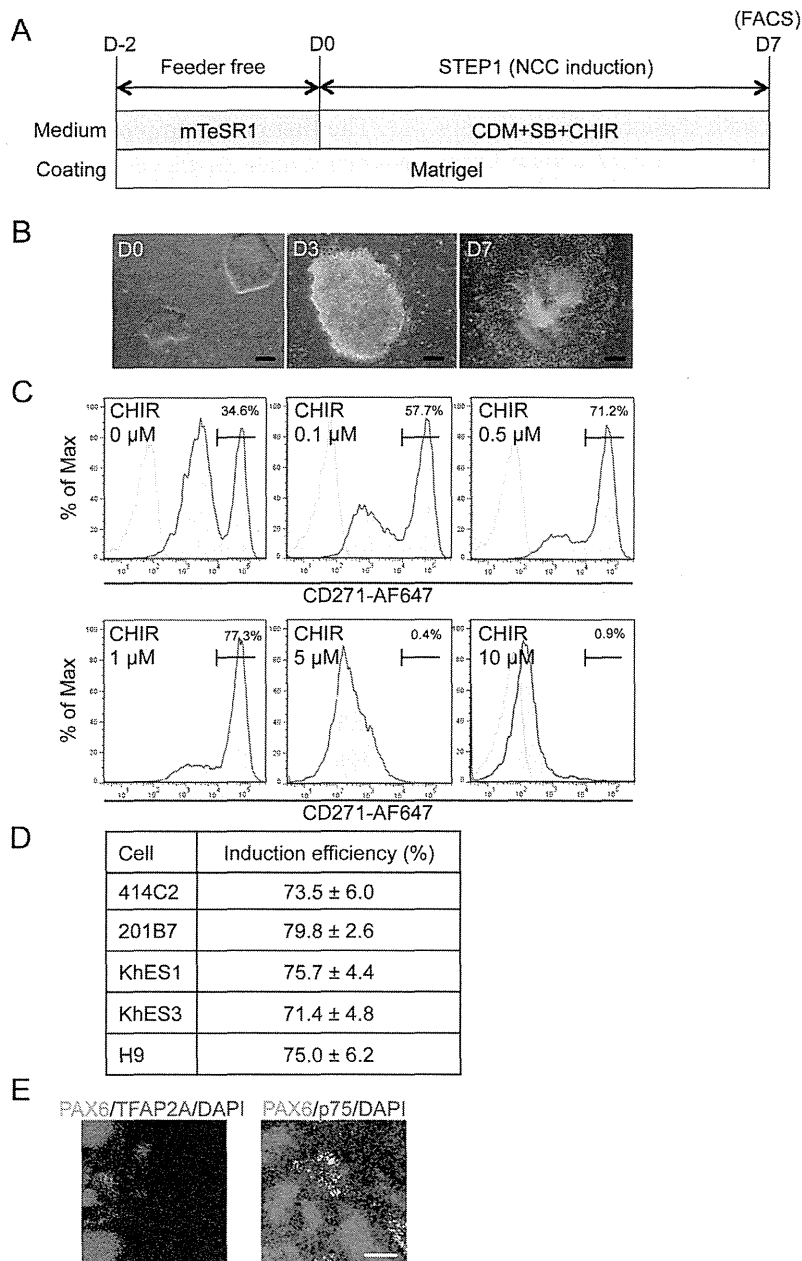 A
(FACS)
D-2 D0 D7
Feeder free STEP1 (NCC induction)
Medium mTeSR1 CDM+SB+CHIR
Coating Matrigel
B
D0 D3 D7
C
CHIR 0 µM 34.6%
CHIR 0.1 µM 57.7%
CHIR 0.5 µM 71.2%
% of Max
CD271-AF647
CHIR 1 µM 77.3%
CHIR 5 µM 0.4%
CHIR 10 µM 0.9%
% of Max
CD271-AF647
D
Cell Induction efficiency (%)
414C2 73.5 ± 6.0
201B7 79.8 ± 2.6
KhES1 75.7 ± 4.4
KhES3 71.4 ± 4.8
H9 75.0 ± 6.2
E
PAX6/TFAP2A/DAPI PAX6/p75/DAPI